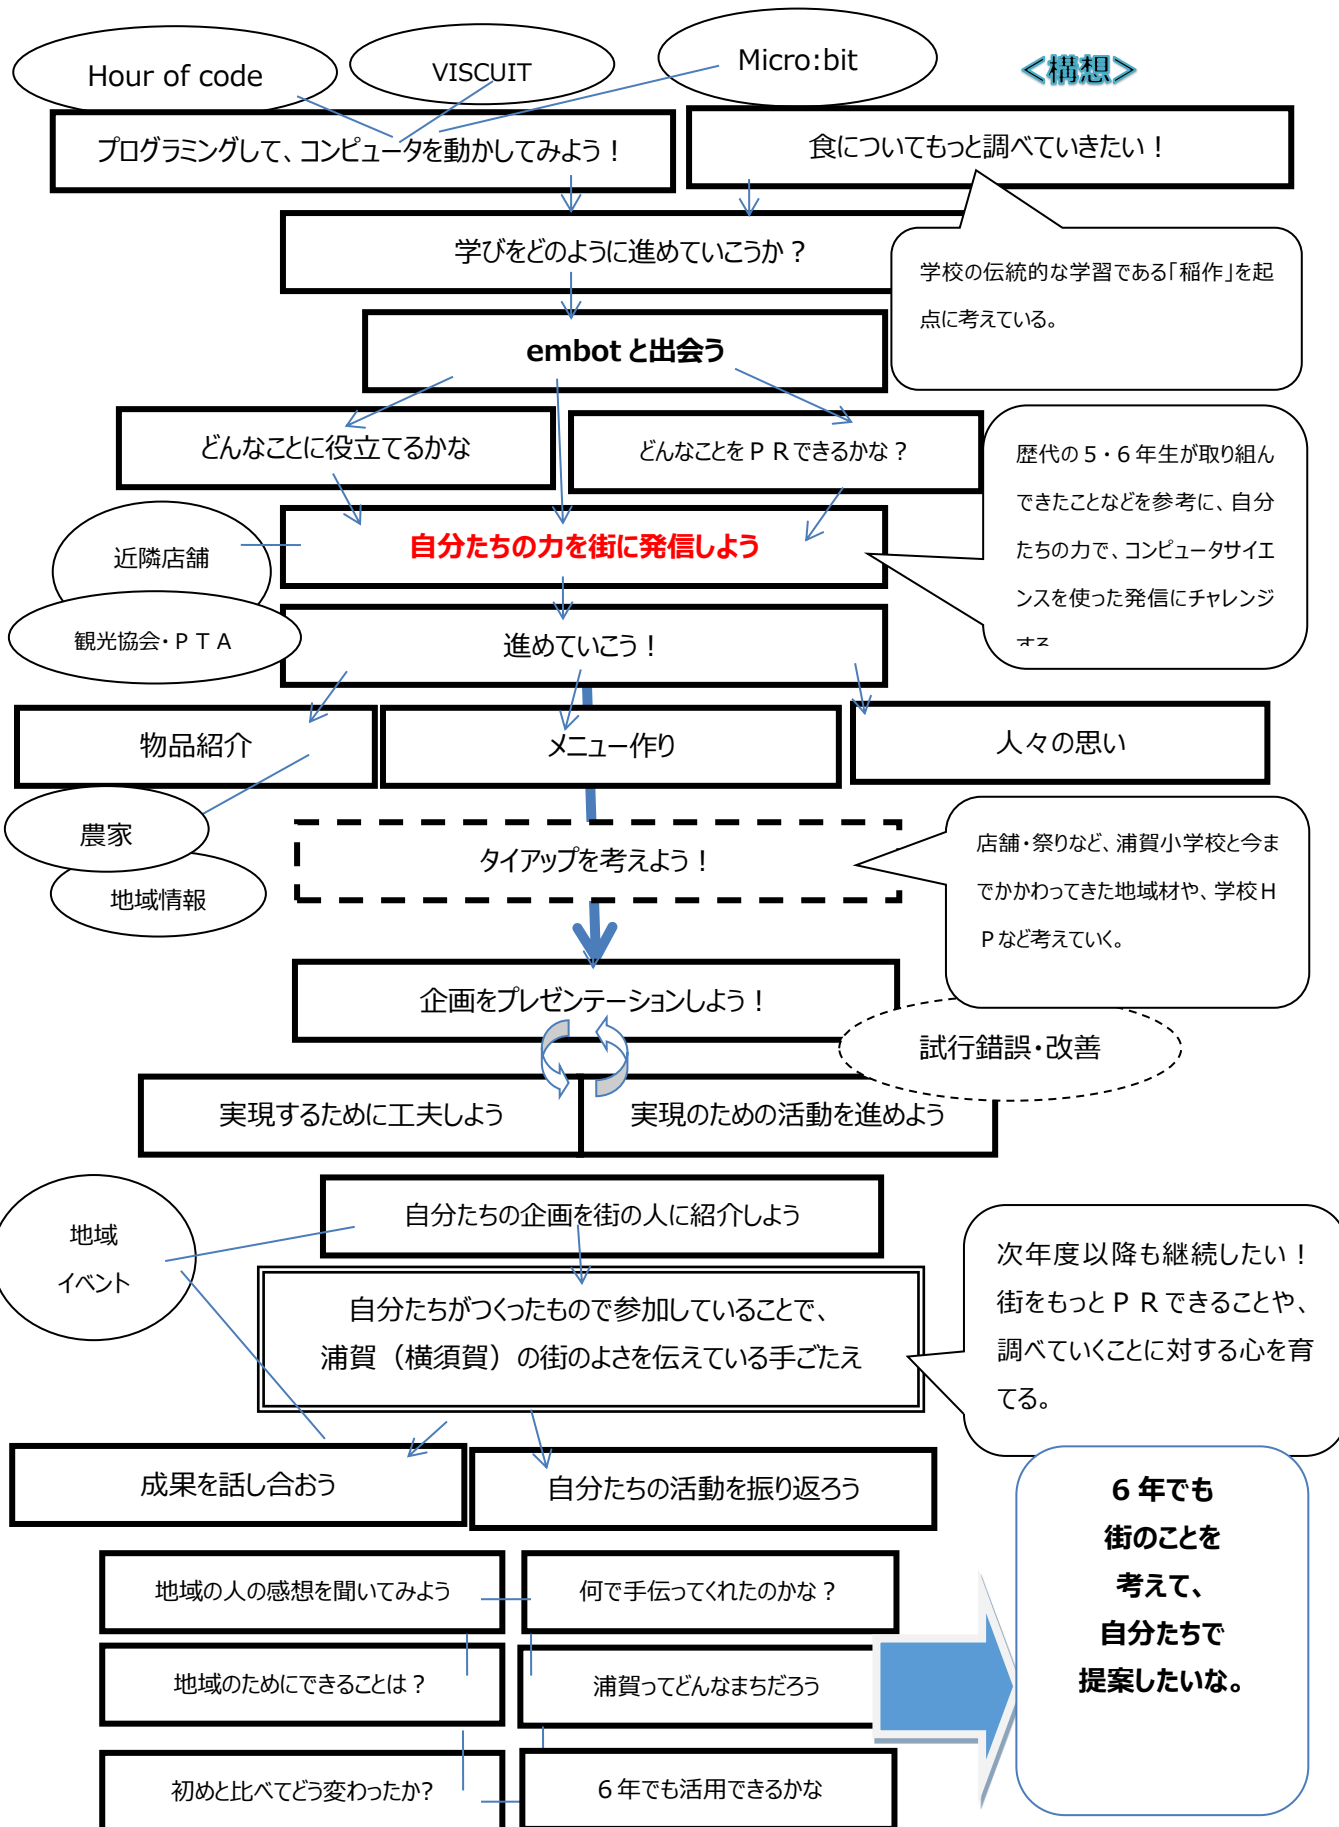 Hour of code
VISCUIT
Micro:bit
＜構想＞
プログラミングして、コンピュータを動かしてみよう！
食についてもっと調べていきたい！
学びをどのように進めていこうか？
学校の伝統的な学習である「稲作」を起
点に考えている。
embotと出会う
どんなことに役立てるかな
どんなことをＰＲできるかな？
歴代の５・６年生が取り組ん
できたことなどを参考に、自分
たちの力で、コンピュータサイエ
ンスを使った発信にチャレンジ
する
近隣店舗
自分たちの力を街に発信しよう
観光協会・ＰＴＡ
進めていこう！
物品紹介
メニュー作り
人々の思い
農家
地域情報
タイアップを考えよう！
店舗・祭りなど、浦賀小学校と今ま
でかかわってきた地域材や、学校Ｈ
Ｐなど考えていく。
企画をプレゼンテーションしよう！
試行錯誤・改善
実現するために工夫しよう
実現のための活動を進めよう
地域
イベント
自分たちの企画を街の人に紹介しよう
自分たちがつくったもので参加していることで、
浦賀（横須賀）の街のよさを伝えている手ごたえ
次年度以降も継続したい！
街をもっとＰＲできることや、
調べていくことに対する心を育
てる。
成果を話し合おう
自分たちの活動を振り返ろう
６年でも
街のことを
考えて、
自分たちで
提案したいな。
地域の人の感想を聞いてみよう
何で手伝ってくれたのかな？
地域のためにできることは？
浦賀ってどんなまちだろう
初めと比べてどう変わったか?
６年でも活用できるかな